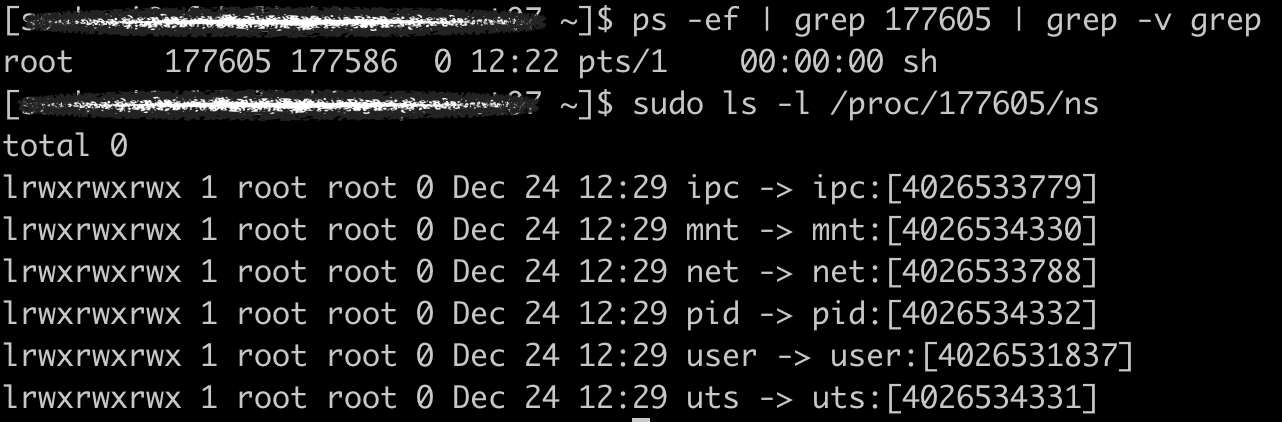 [s ~]$ ps -ef | grep 177605 | grep -v grep
root     177605 177586  0 12:22 pts/1    00:00:00 sh
[ ~]$ sudo ls -l /proc/177605/ns
total 0
lrwxrwxrwx 1 root root 0 Dec 24 12:29 ipc -> ipc:[4026533779]
lrwxrwxrwx 1 root root 0 Dec 24 12:29 mnt -> mnt:[4026534330]
lrwxrwxrwx 1 root root 0 Dec 24 12:29 net -> net:[4026533788]
lrwxrwxrwx 1 root root 0 Dec 24 12:29 pid -> pid:[4026534332]
lrwxrwxrwx 1 root root 0 Dec 24 12:29 user -> user:[4026531837]
lrwxrwxrwx 1 root root 0 Dec 24 12:29 uts -> uts:[4026534331]